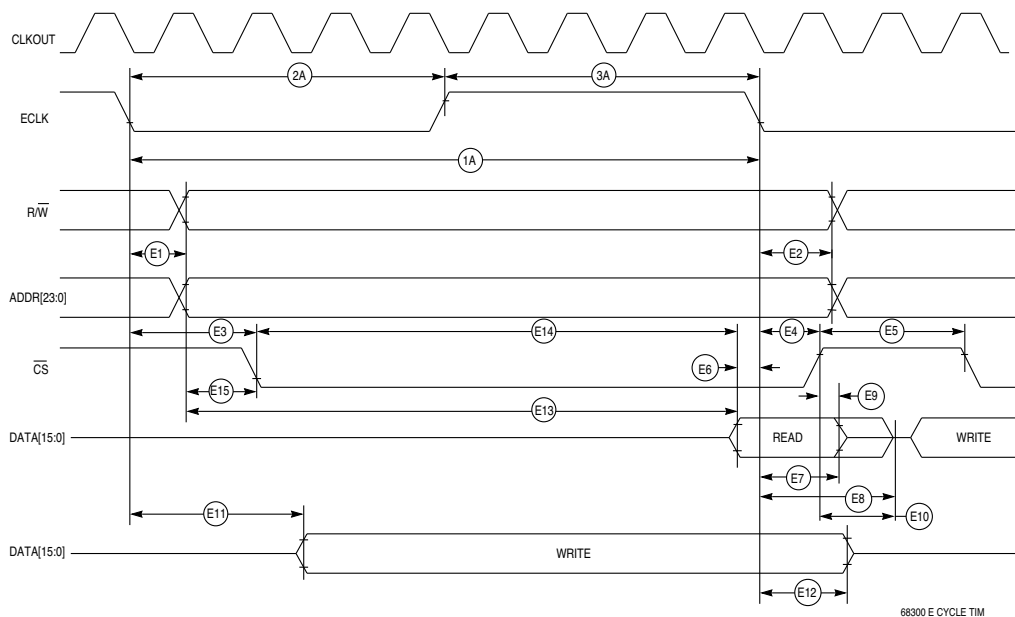 CLKOUT
2A
3A
ECLK
1A
R/W
E1
E2
ADDR[23:0]
E3
E14
E4
E5
CS
E6
E15
E9
E13
DATA[15:0]
READ
WRITE
E7
E8
E11
E10
DATA[15:0]
WRITE
E12
68300 E CYCLE TIM